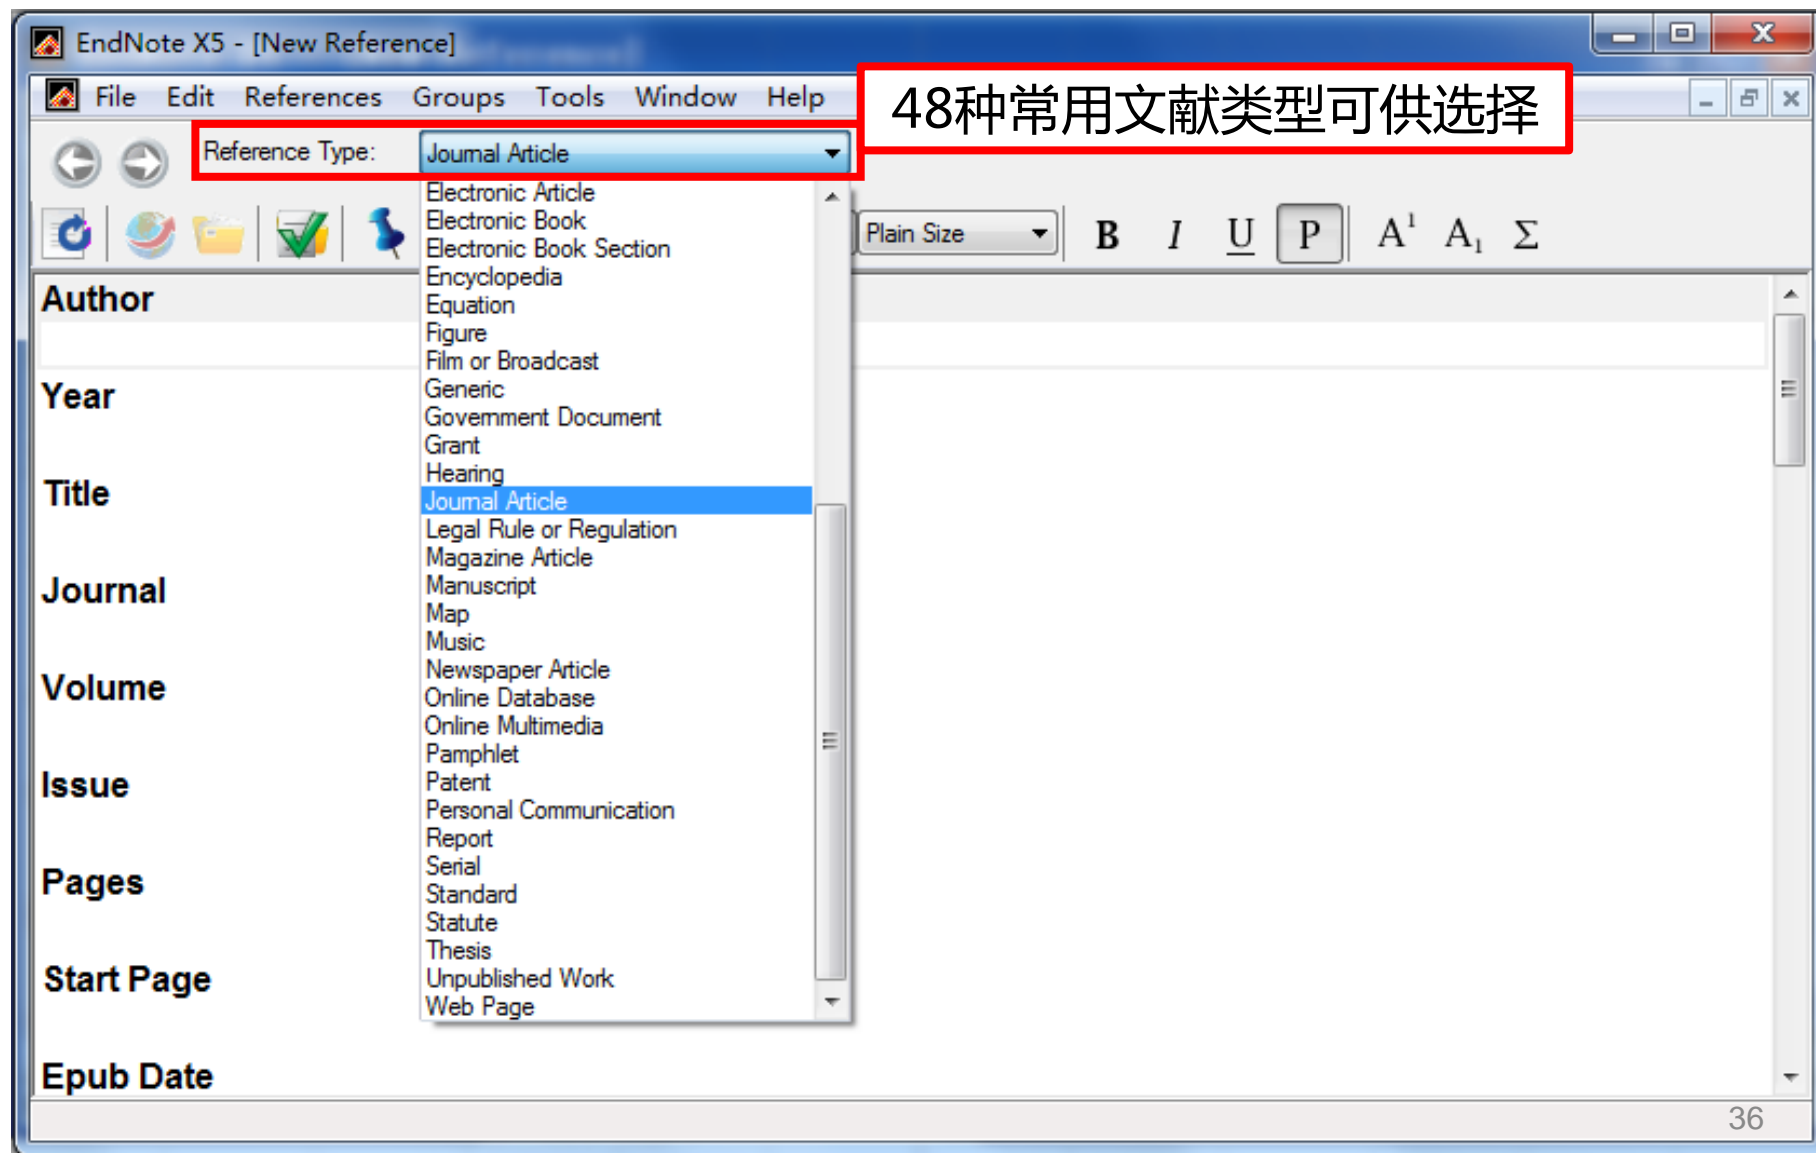 EndNote X5 - [New Reference]
File Edit References Groups Tools Window Help
48种常用文献类型可供选择
Reference Type: Journal Article
Electronic Article
Electronic Book
Electronic Book Section
Encyclopedia
Equation
Figure
Film or Broadcast
Generic
Government Document
Grant
Hearing
Journal Article
Legal Rule or Regulation
Magazine Article
Manuscript
Map
Music
Newspaper Article
Online Database
Online Multimedia
Pamphlet
Patent
Personal Communication
Report
Serial
Standard
Statute
Thesis
Unpublished Work
Web Page
Plain Size B I U P A¹ A₁ Σ
Author
Year
Title
Journal
Volume
Issue
Pages
Start Page
Epub Date
36